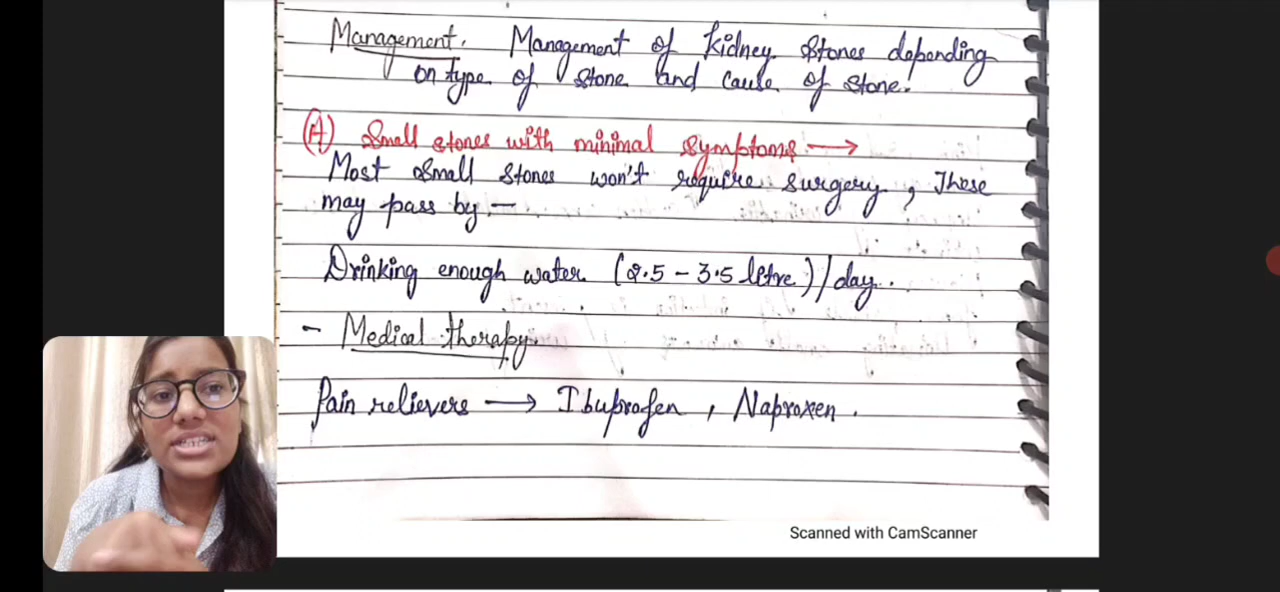 Management. Management of kidney stones depending
on type of stone and cause of stone.
(A) Small stones with minimal symptoms →
Most small stones won't require surgery, These
may pass by –
Drinking enough water (2.5 – 3.5 litre)/day.
– Medical therapy.
Pain relievers → Ibuprofen, Naproxen.
Scanned with CamScanner